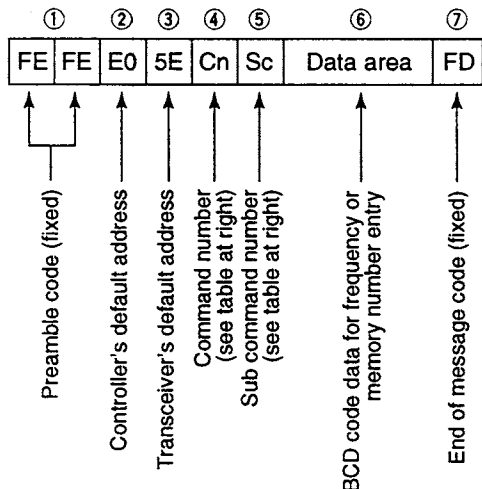 ① ② ③ ④ ⑤ ⑥ ⑦
FE FE E0 5E Cn Sc Data area FD
Preamble code (fixed)
Controller's default address
Transceiver's default address
Command number
(see table at right)
Sub command number
(see table at right)
BCD code data for frequency or
memory number entry
End of message code (fixed)